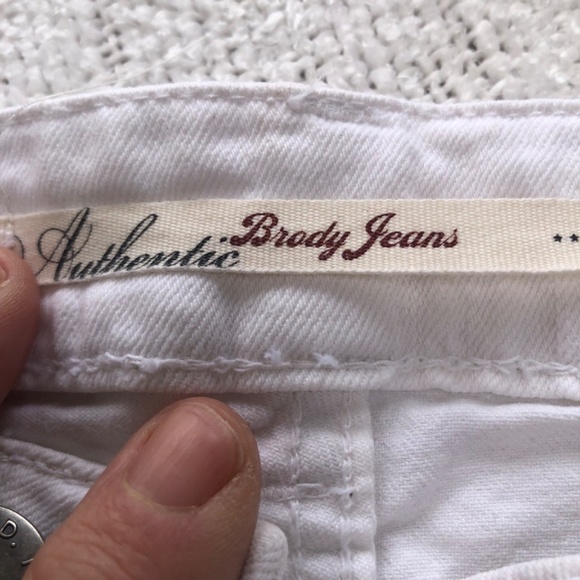 Authentic Brody Jeans ★★
D.